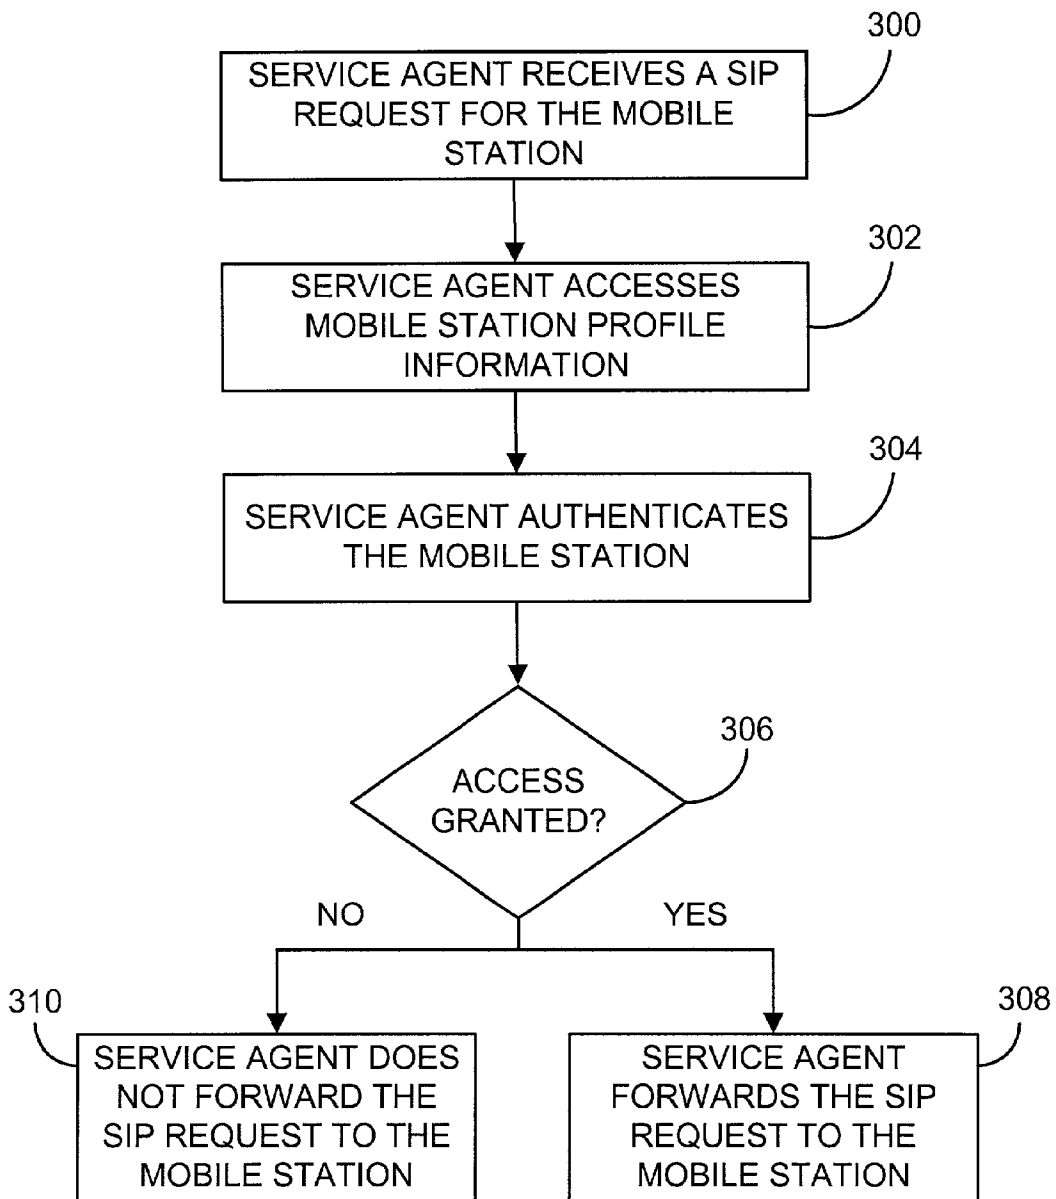 300
SERVICE AGENT RECEIVES A SIP
REQUEST FOR THE MOBILE
STATION
302
SERVICE AGENT ACCESSES
MOBILE STATION PROFILE
INFORMATION
304
SERVICE AGENT AUTHENTICATES
THE MOBILE STATION
306
ACCESS
GRANTED?
NO
YES
310
SERVICE AGENT DOES
NOT FORWARD THE
SIP REQUEST TO THE
MOBILE STATION
308
SERVICE AGENT
FORWARDS THE SIP
REQUEST TO THE
MOBILE STATION